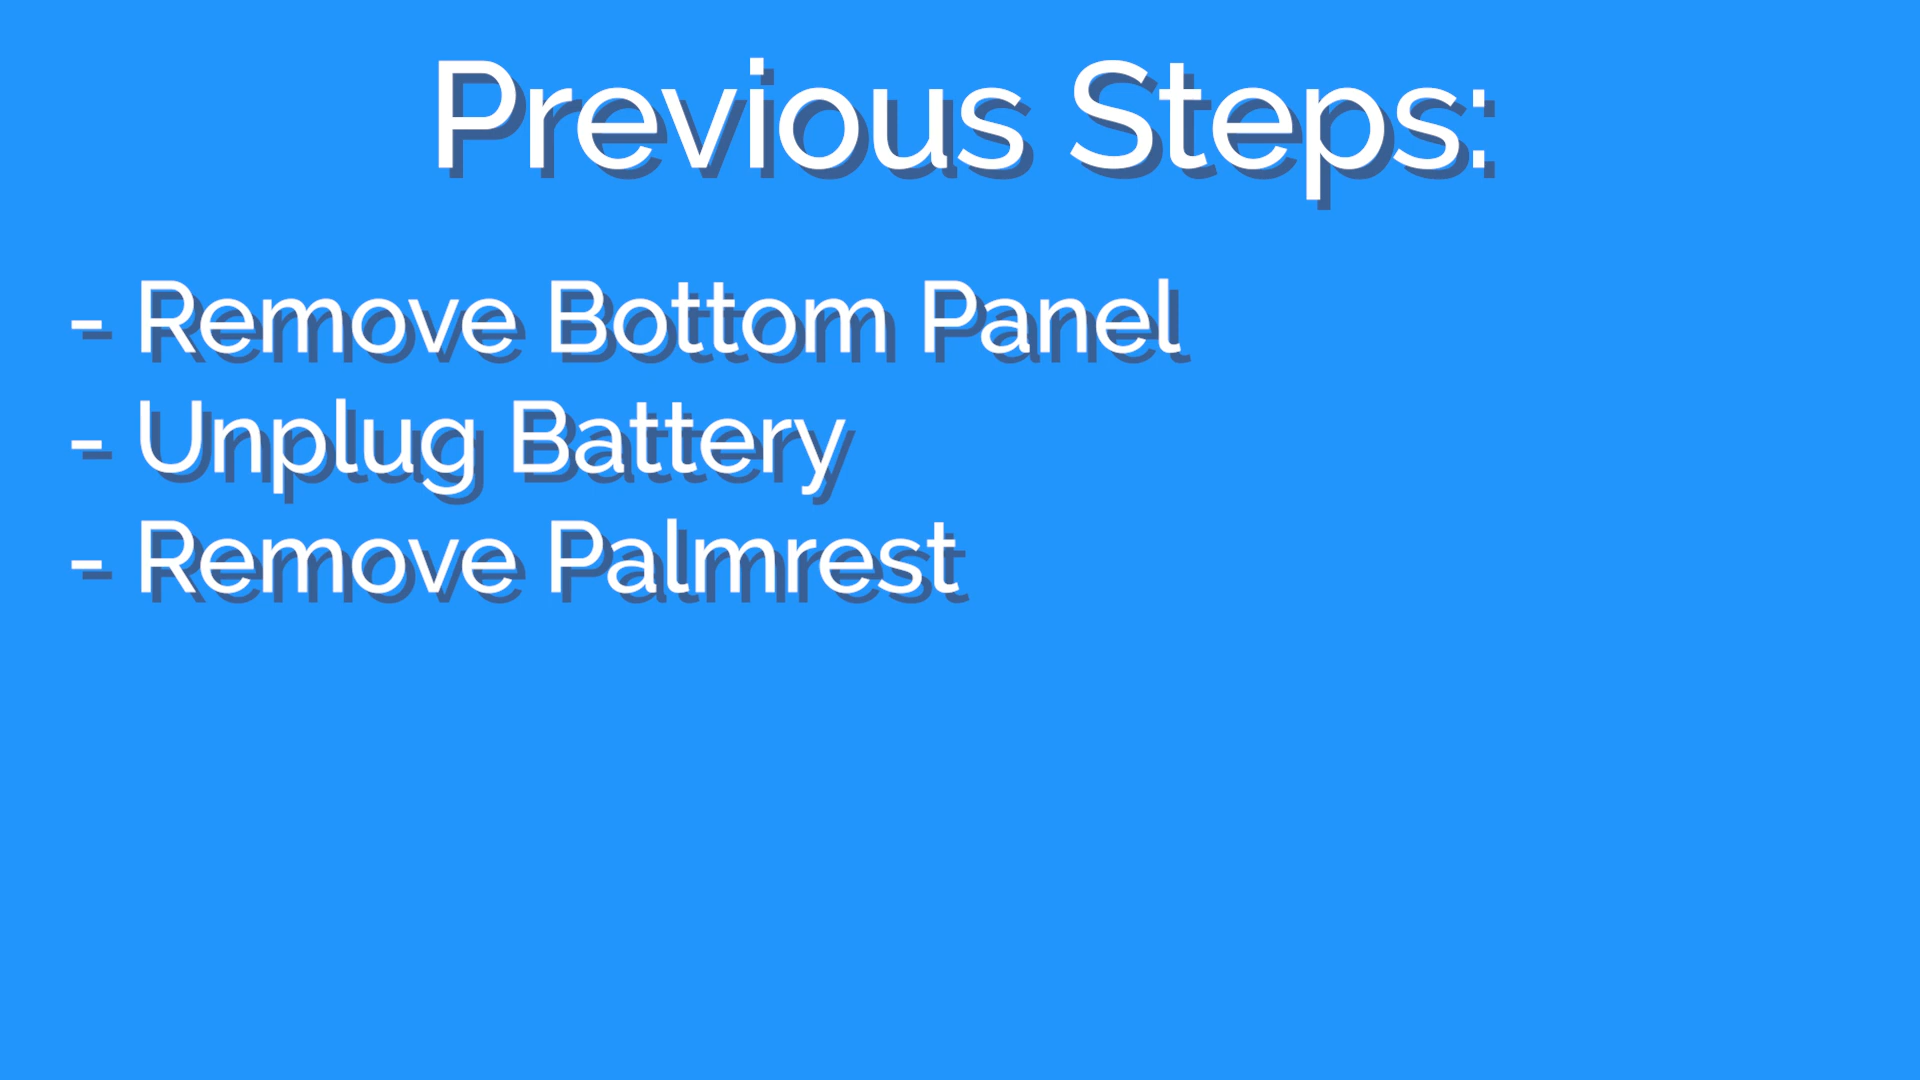 Previous Steps:
- Remove Bottom Panel
- Unplug Battery
- Remove Palmrest